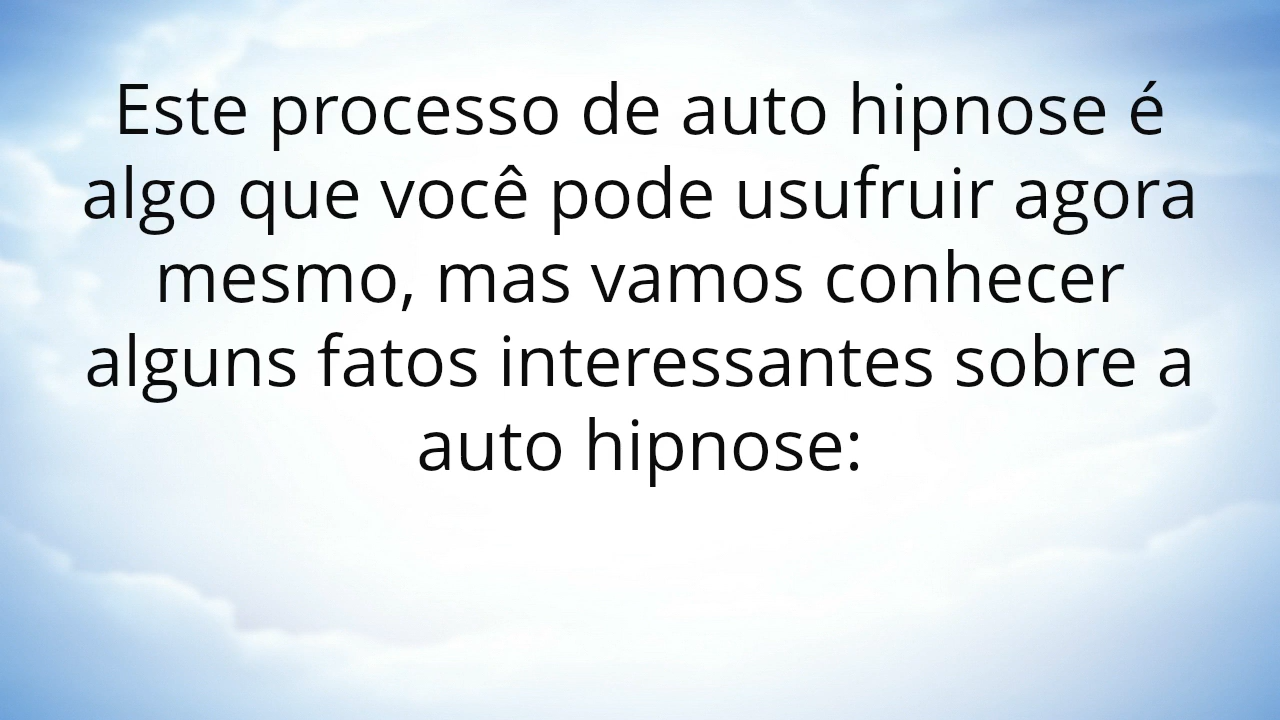 Este processo de auto hipnose é
algo que você pode usufruir agora
mesmo, mas vamos conhecer
alguns fatos interessantes sobre a
auto hipnose: